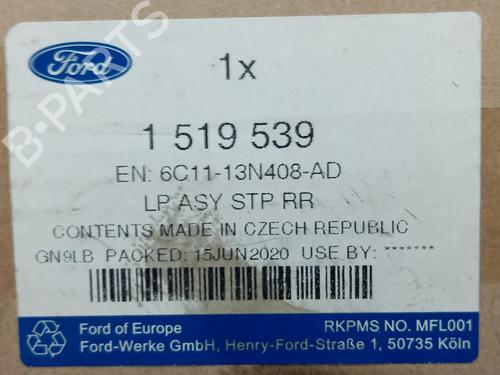 Ford
1x
1 519 539
EN: 6C11-13N408-AD
LP ASY STP RR
CONTENTS MADE IN CZECH REPUBLIC
GN9LB PACKED: 15JUN2020 USE BY: *******
Ford of Europe RKPMS NO. MFL001
Ford-Werke GmbH, Henry-Ford-Straße 1, 50735 Köln
B-PARTS